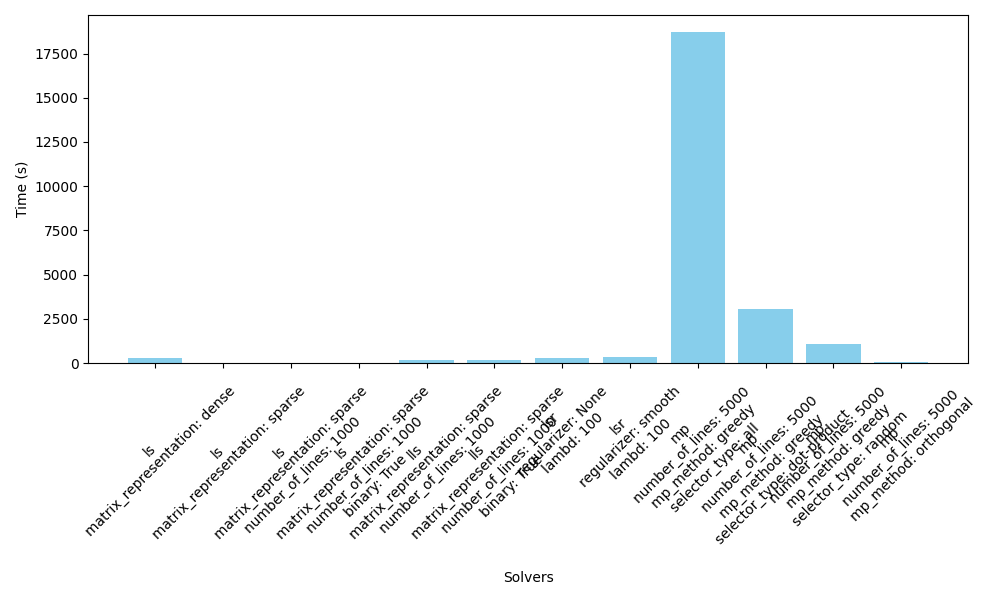 17500
15000
12500
10000
7500
5000
2500
0
Time (s)
ls
matrix_representation: dense
ls
matrix_representation: sparse
ls
matrix_representation: sparse
number_of_lines: 1000
ls
matrix_representation: sparse
number_of_lines: 1000
binary: True
lls
matrix_representation: sparse
number_of_lines: 1000
lls
matrix_representation: sparse
number_of_lines: 1000
binary: True
lsr
regularizer: None
lambd: 100
lsr
regularizer: smooth
lambd: 100
mp
number_of_lines: 5000
mp_method: greedy
selector_type: all
mp
number_of_lines: 5000
mp_method: greedy
selector_type: dot-product
mp
number_of_lines: 5000
mp_method: greedy
selector_type: random
mp
number_of_lines: 5000
mp_method: orthogonal
Solvers